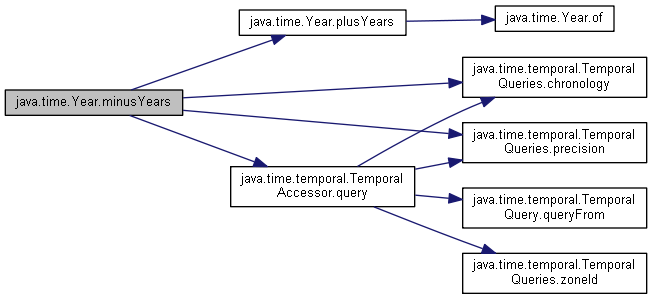 java.time.Year.plusYears
java.time.Year.of
java.time.Year.minusYears
java.time.temporal.Temporal
Queries.chronology
java.time.temporal.Temporal
Queries.precision
java.time.temporal.Temporal
Accessor.query
java.time.temporal.Temporal
Query.queryFrom
java.time.temporal.Temporal
Queries.zoneId